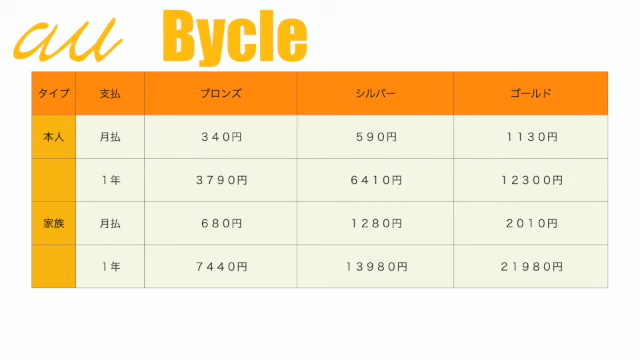 au Bycle
タイプ 支払 ブロンズ シルバー ゴールド
本人 月払 340円 590円 1130円
1年 3790円 6410円 12300円
家族 月払 680円 1280円 2010円
1年 7440円 13980円 21980円